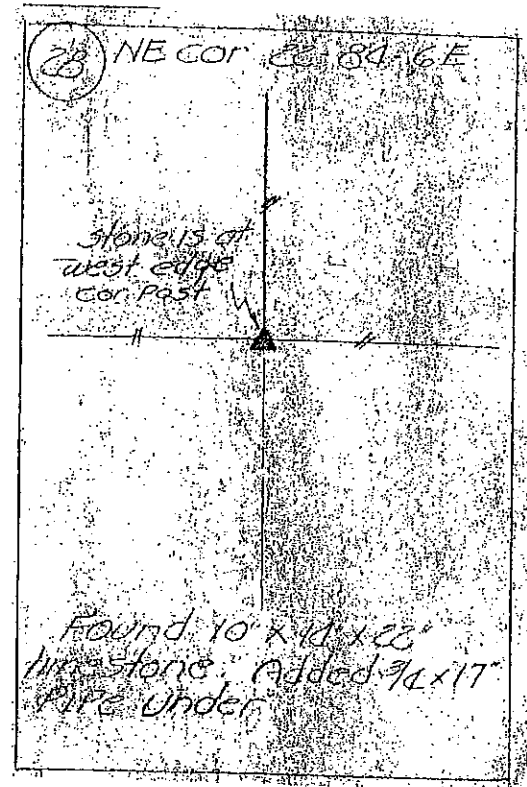 28 NE Cor 22-84-6E
stone is at
west edge
cor post
Found 10" x 14" x 22"
limestone. Added 3/4 x 17"
Pipe under